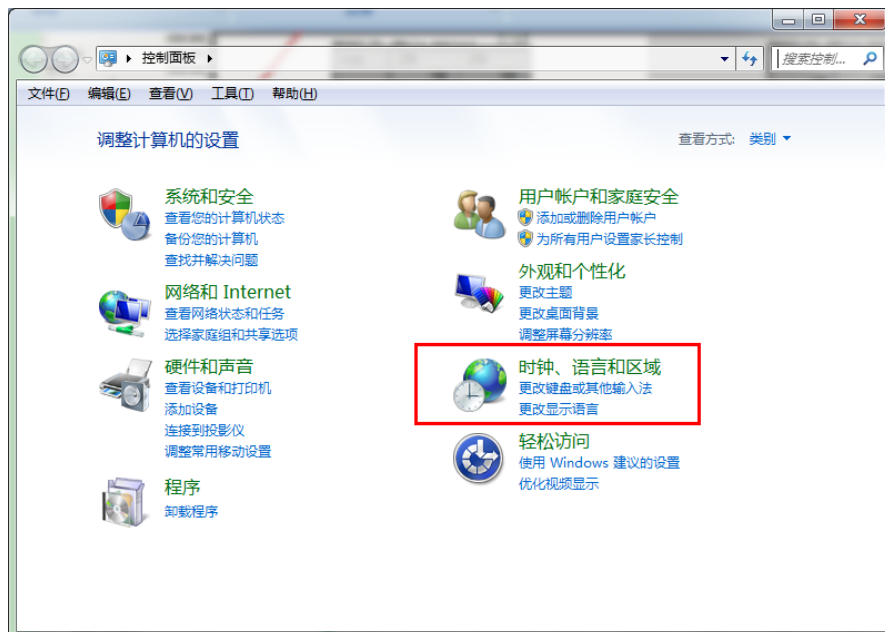 控制面板
搜索控制...
文件(F) 编辑(E) 查看(V) 工具(T) 帮助(H)
调整计算机的设置
查看方式: 类别
系统和安全
查看您的计算机状态
备份您的计算机
查找并解决问题
网络和 Internet
查看网络状态和任务
选择家庭组和共享选项
硬件和声音
查看设备和打印机
添加设备
连接到投影仪
调整常用移动设置
程序
卸载程序
用户帐户和家庭安全
添加或删除用户帐户
为所有用户设置家长控制
外观和个性化
更改主题
更改桌面背景
调整屏幕分辨率
时钟、语言和区域
更改键盘或其他输入法
更改显示语言
轻松访问
使用 Windows 建议的设置
优化视频显示